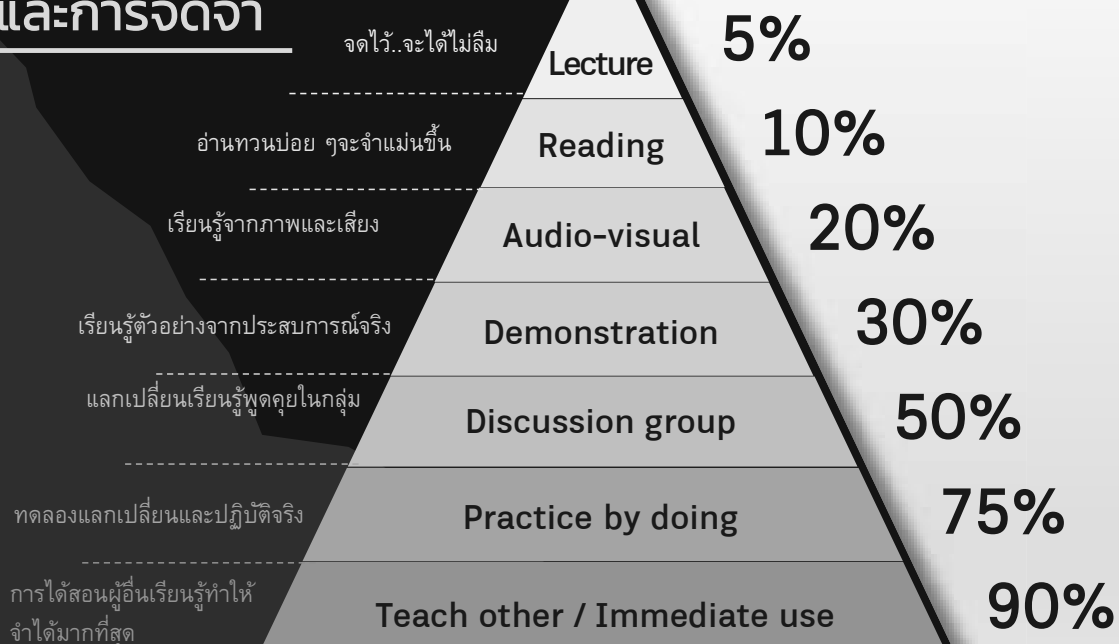 และการจดจำ
จดไว้..จะได้ไม่ลืม
Lecture
5%
อ่านทวนบ่อย ๆจะจำแม่นขึ้น
Reading
10%
เรียนรู้จากภาพและเสียง
Audio-visual
20%
เรียนรู้ตัวอย่างจากประสบการณ์จริง
Demonstration
30%
แลกเปลี่ยนเรียนรู้พูดคุยในกลุ่ม
Discussion group
50%
ทดลองแลกเปลี่ยนและปฏิบัติจริง
Practice by doing
75%
การได้สอนผู้อื่นเรียนรู้ทำให้
จำได้มากที่สุด
Teach other / Immediate use
90%